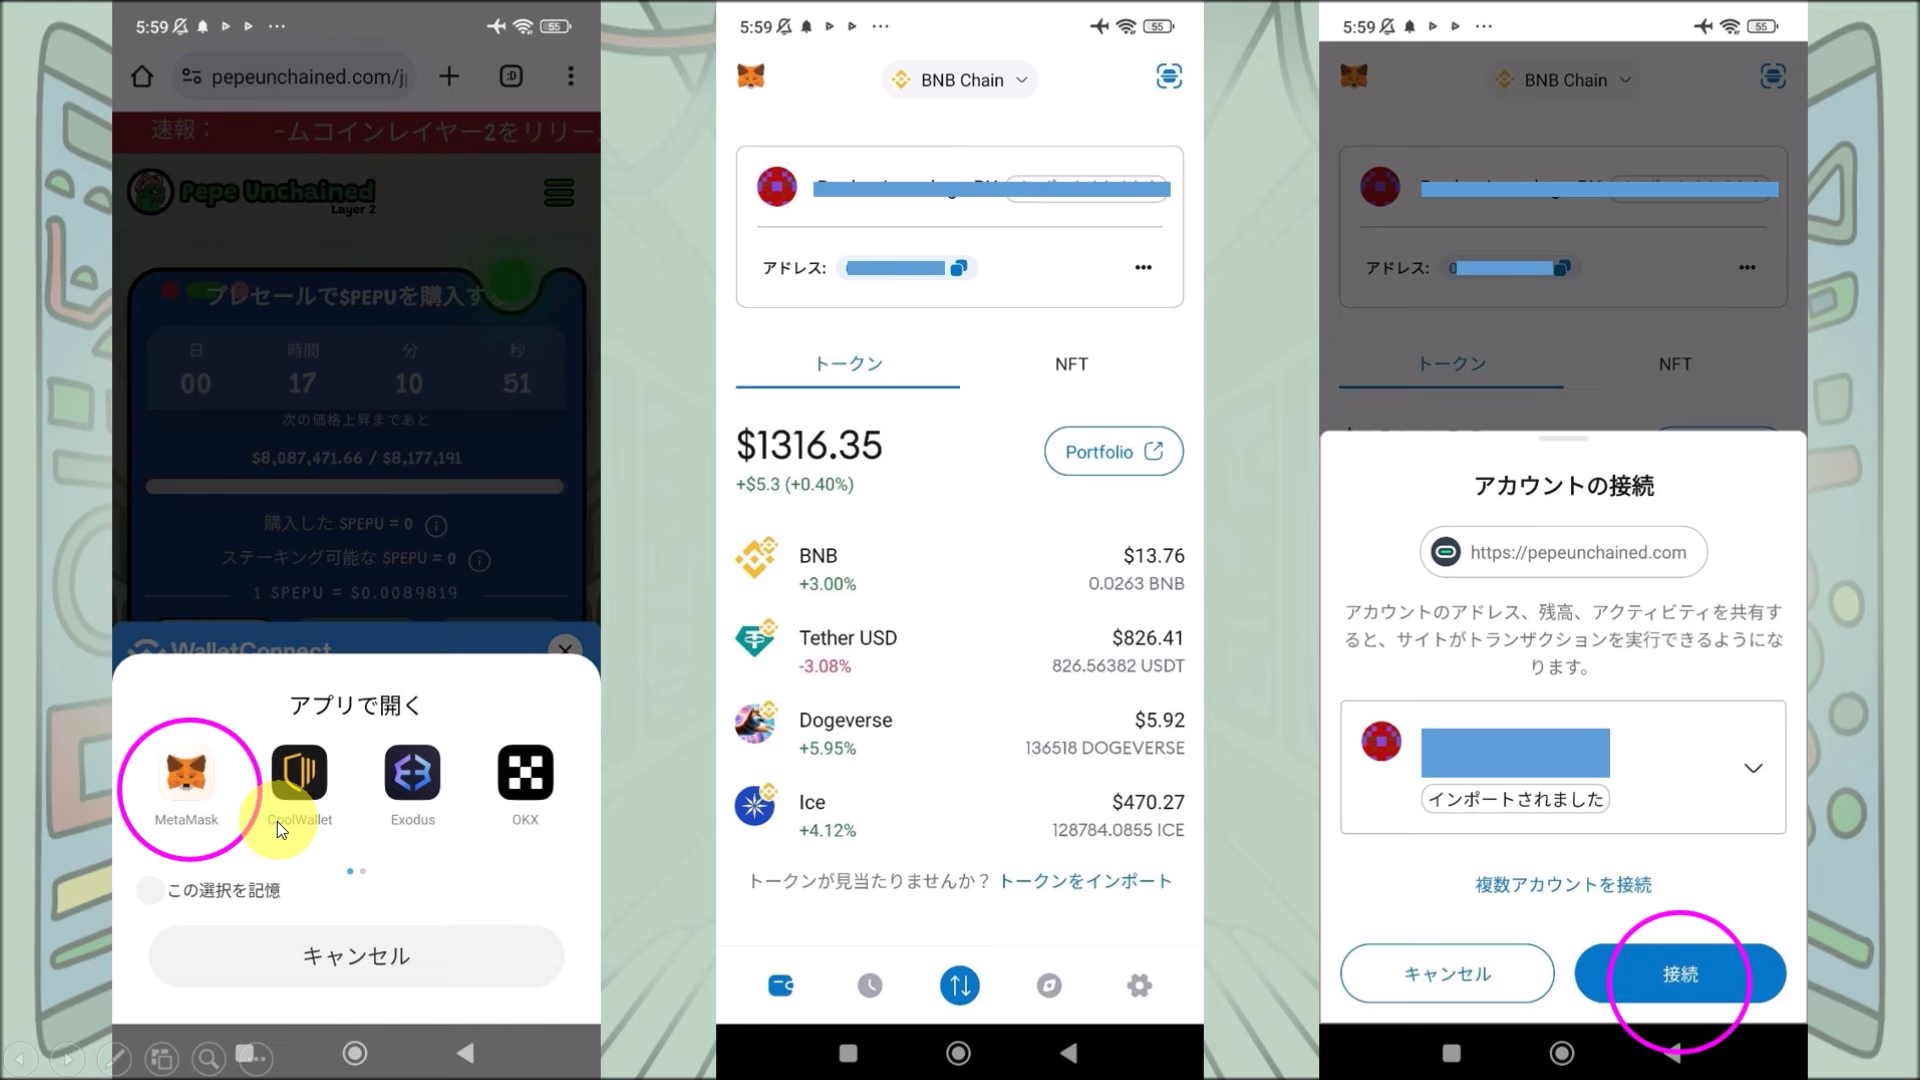 5:59
55
pepeunchained.com/j
:D
速報： ームコインレイヤー2をリリー
Pepe Unchained
Layer 2
プレセールで$PEPUを購入す
日 時間 分 秒
00 17 10 51
次の価格上昇まであと
$8,087,471.66 / $8,177,191
購入した $PEPU = 0
ステーキング可能な $PEPU = 0
1 $PEPU = $0.0089819
WalletConnect
アプリで開く
MetaMask CoolWallet Exodus OKX
この選択を記憶
キャンセル
5:59
55
BNB Chain
アドレス:
トークン NFT
$1316.35
Portfolio
+$5.3 (+0.40%)
BNB $13.76
+3.00% 0.0263 BNB
Tether USD $826.41
-3.08% 826.56382 USDT
Dogeverse $5.92
+5.95% 136518 DOGEVERSE
Ice $470.27
+4.12% 128784.0855 ICE
トークンが見当たりませんか？ トークンをインポート
5:59
55
BNB Chain
アドレス: 0
トークン NFT
アカウントの接続
https://pepeunchained.com
アカウントのアドレス、残高、アクティビティを共有す
ると、サイトがトランザクションを実行できるようにな
ります。
インポートされました
複数アカウントを接続
キャンセル 接続